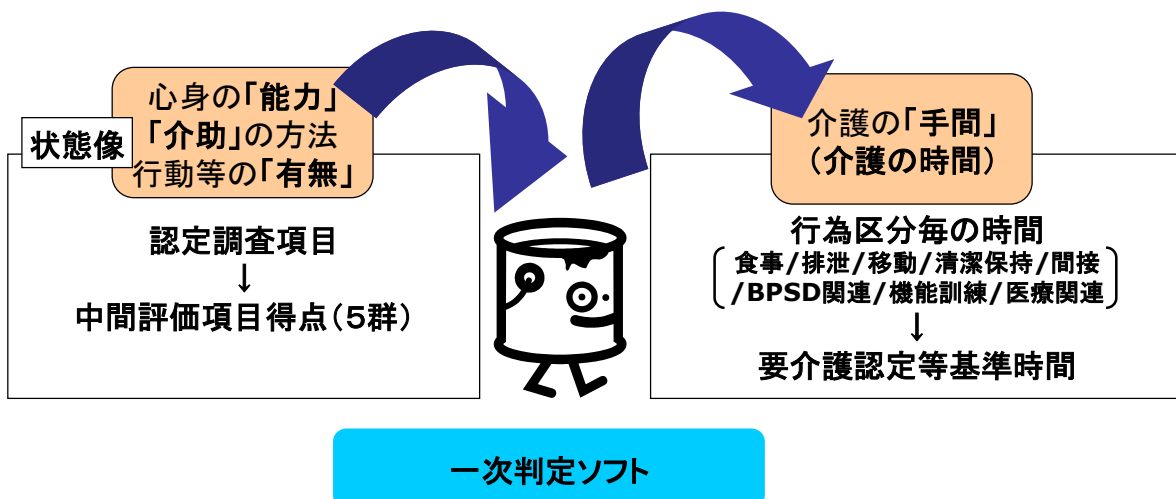 状態像
心身の「能力」
「介助」の方法
行動等の「有無」
認定調査項目
↓
中間評価項目得点(5群)
介護の「手間」
(介護の時間)
行為区分毎の時間
食事/排泄/移動/清潔保持/間接
/BPSD関連/機能訓練/医療関連
↓
要介護認定等基準時間
一次判定ソフト